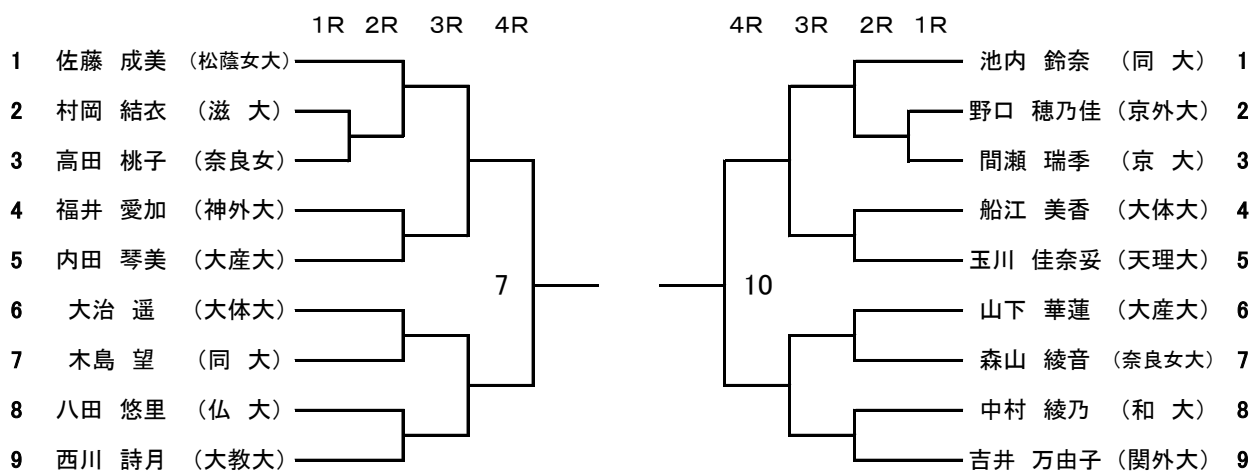 1R 2R 3R 4R
1 佐藤 成美 (松蔭女大)
2 村岡 結衣 (滋 大)
3 高田 桃子 (奈良女)
4 福井 愛加 (神外大)
5 内田 琴美 (大産大)
6 大治 遥 (大体大)
7 木島 望 (同 大)
8 八田 悠里 (仏 大)
9 西川 詩月 (大教大)
7
4R 3R 2R 1R
池内 鈴奈 (同 大) 1
野口 穂乃佳 (京外大) 2
間瀬 瑞季 (京 大) 3
船江 美香 (大体大) 4
玉川 佳奈妥 (天理大) 5
山下 華蓮 (大産大) 6
森山 綾音 (奈良女大) 7
中村 綾乃 (和 大) 8
吉井 万由子 (関外大) 9
10